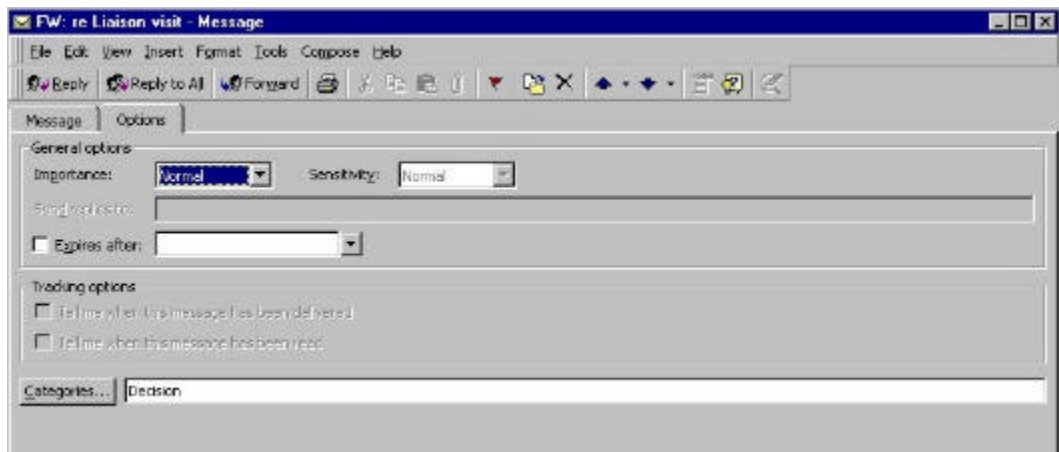 FW: re Liaison visit - Message
File Edit View Insert Format Tools Compose Help
Reply Reply to All Forward
Message Options
General options
Importance: Normal Sensitivity: Normal
Send replies to:
Expires after:
Tracking options
Tell me when this message has been delivered
Tell me when this message has been read
Categories... Decision